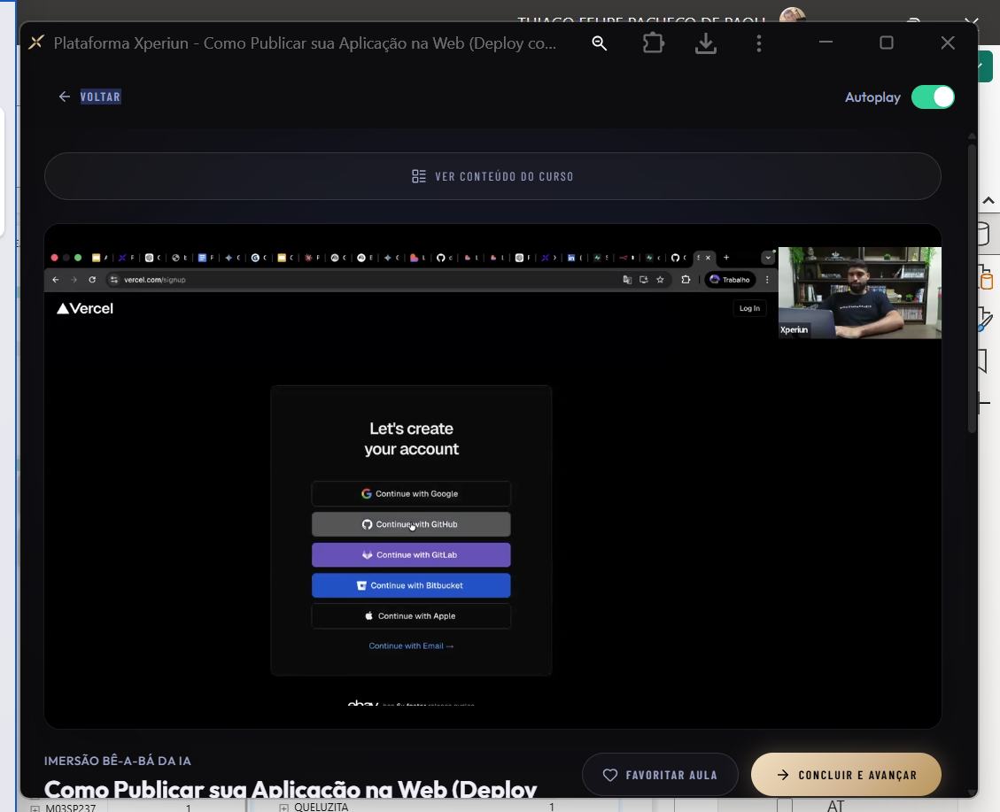 THIAGO FELIPE PACHECO DE PAOLI
Plataforma Xperiun - Como Publicar sua Aplicação na Web (Deploy co...
VOLTAR
Autoplay
VER CONTEÚDO DO CURSO
vercel.com/signup
Trabalho
Vercel
Log In
Xperiun
Let's create
your account
Continue with Google
Continue with GitHub
Continue with GitLab
Continue with Bitbucket
Continue with Apple
Continue with Email →
ebay
IMERSÃO BÊ-A-BÁ DA IA
FAVORITAR AULA
CONCLUIR E AVANÇAR
Como Publicar sua Aplicação na Web (Deploy
M03SP237 1 QUELUZITA 1 AT